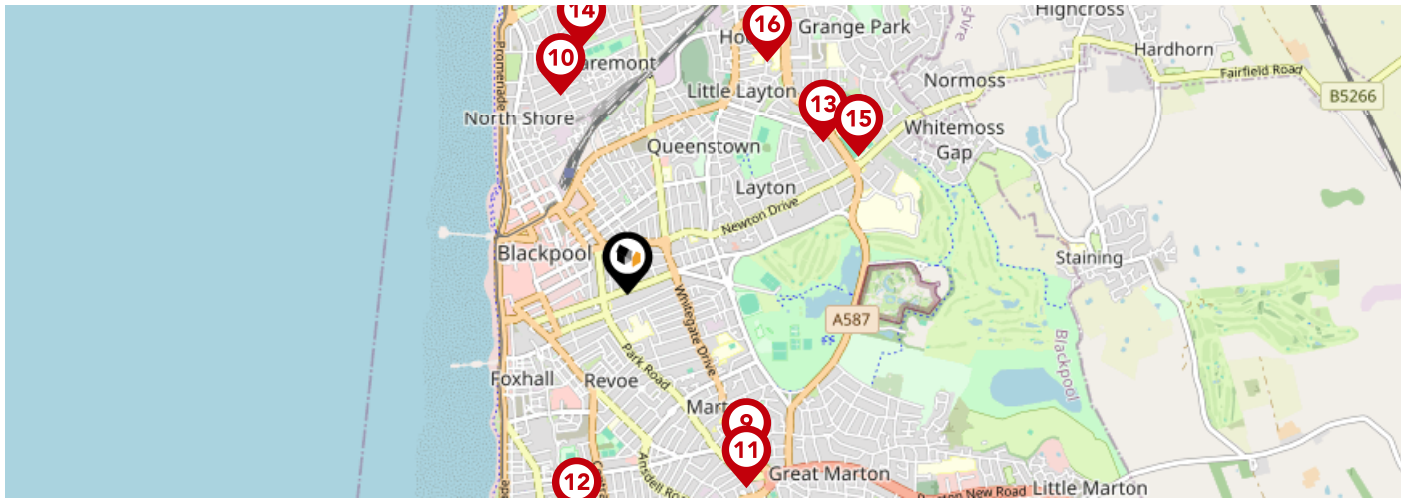 14
16
Highcross
Grange Park
Hardhorn
10
Promenade
Normoss
Fairfield Road
B5266
Little Layton
13
15
North Shore
Whitemoss
Gap
Queenstown
Layton
Newton Drive
Blackpool
Staining
A587
Whitegate Drive
Park Road
Blackpool
Foxhall
Revoe
9
11
Great Marton
12
Little Marton